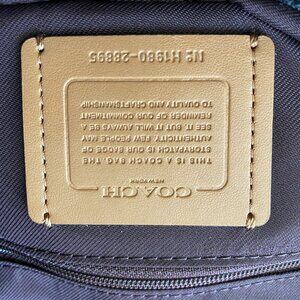 COACH
NEW YORK
THIS IS A COACH BAG. THE
STORYPATCH IS OUR BADGE OF
AUTHENTICITY. FEW PEOPLE MAY
SEE IT BUT IT WILL ALWAYS BE A
REMINDER OF OUR COMMITMENT
TO QUALITY AND CRAFTSMANSHIP
Nº H1980-28895